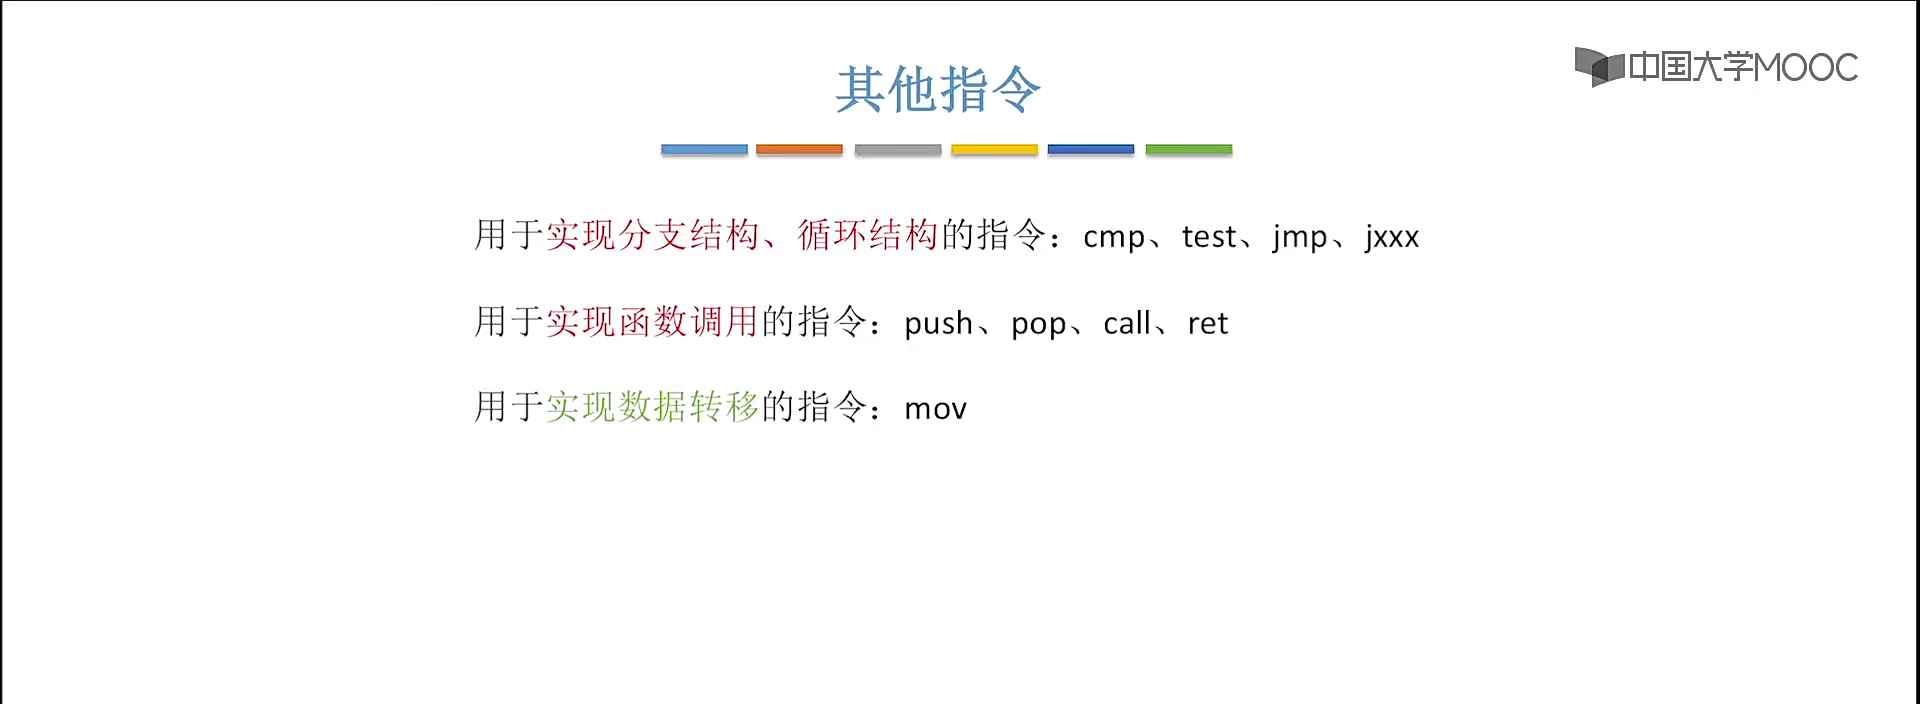 其他指令
中国大学MOOC
用于实现分支结构、循环结构的指令：cmp、test、jmp、jxxx
用于实现函数调用的指令：push、pop、call、ret
用于实现数据转移的指令：mov